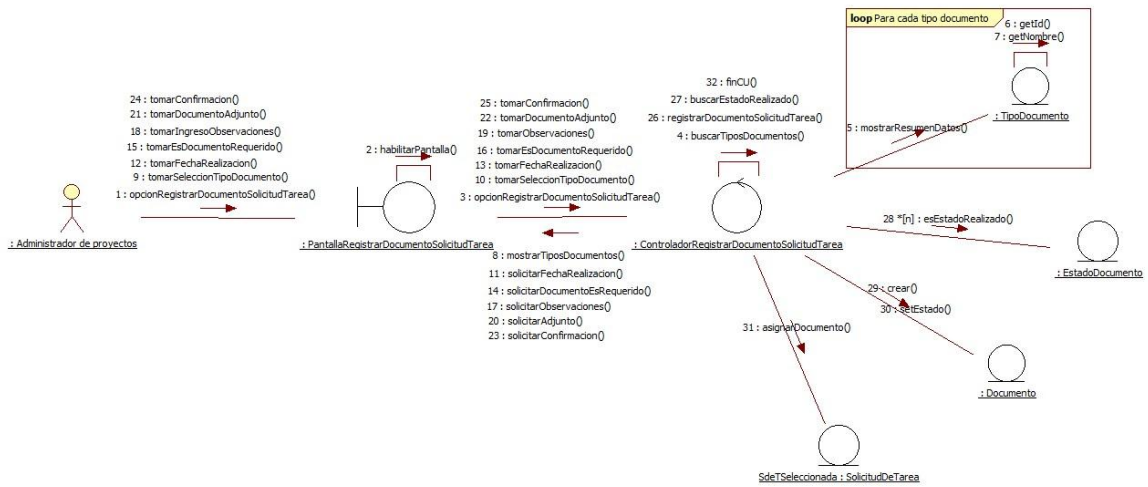 loop Para cada tipo documento
6 : getId()
7 : getNombre()
: TipoDocumento
5 : mostrarResumenDatos()
32 : finCU()
27 : buscarEstadoRealizado()
26 : registrarDocumentoSolicitudTarea()
4 : buscarTiposDocumentos()
24 : tomarConfirmacion()
21 : tomarDocumentoAdjunto()
18 : tomarIngresoObservaciones()
15 : tomarEsDocumentoRequerido()
12 : tomarFechaRealizacion()
9 : tomarSeleccionTipoDocumento()
1 : opcionRegistrarDocumentoSolicitudTarea()
2 : habilitarPantalla()
25 : tomarConfirmacion()
22 : tomarDocumentoAdjunto()
19 : tomarObservaciones()
16 : tomarEsDocumentoRequerido()
13 : tomarFechaRealizacion()
10 : tomarSeleccionTipoDocumento()
3 : opcionRegistrarDocumentoSolicitudTarea()
: Administrador de proyectos
: PantallaRegistrarDocumentoSolicitudTarea
: ControladorRegistrarDocumentoSolicitudTarea
28 *[n] : esEstadoRealizado()
: EstadoDocumento
8 : mostrarTiposDocumentos()
11 : solicitarFechaRealizacion()
14 : solicitarDocumentoEsRequerido()
17 : solicitarObservaciones()
20 : solicitarAdjunto()
23 : solicitarConfirmacion()
29 : crear()
30 : setEstado()
31 : asignarDocumento()
: Documento
SdeTSeleccionada : SolicitudDeTarea